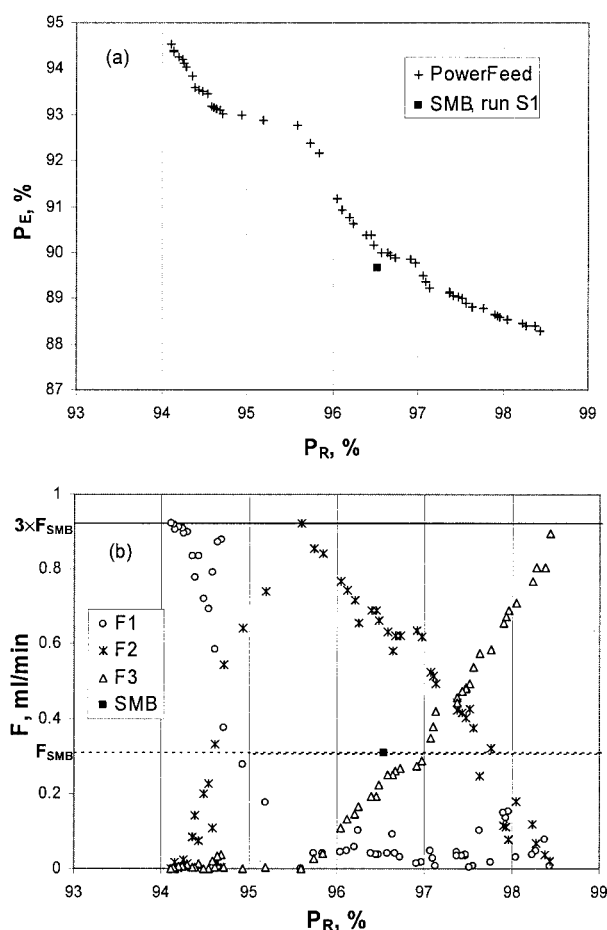 95
94
93
92
91
90
89
88
87
PE, %
(a)
PowerFeed
SMB, run S1
93 94 95 96 97 98 99
PR, %
1
3×FSMB
0.8
0.6
0.4
FSMB
0.2
0
F, ml/min
(b)
F1
F2
F3
SMB
93 94 95 96 97 98 99
PR, %